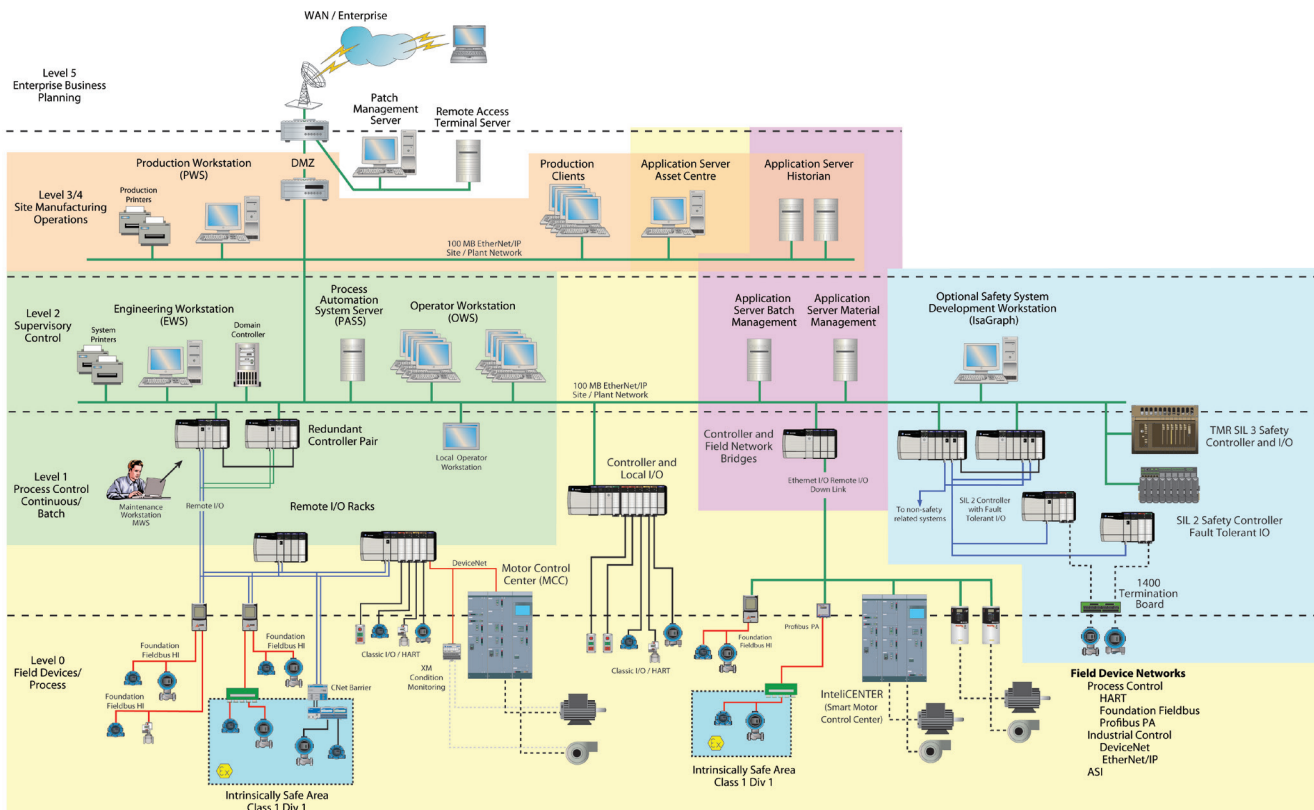 WAN / Enterprise
Level 5
Enterprise Business
Planning
Patch
Management
Server
Remote Access
Terminal Server
Production Workstation
(PWS)
DMZ
Production
Clients
Application Server
Asset Centre
Application Server
Historian
Level 3/4
Site Manufacturing
Operations
Production
Printers
100 MB EtherNet/IP
Site / Plant Network
Level 2
Supervisory
Control
System
Printers
Engineering Workstation
(EWS)
Domain
Controller
Process
Automation
System Server
(PASS)
Operator Workstation
(OWS)
Application
Server Batch
Management
Application
Server Material
Management
Optional Safety System
Development Workstation
(IsaGraph)
100 MB EtherNet/IP
Site / Plant Network
Redundant
Controller Pair
Local Operator
Workstation
Controller and
Field Network
Bridges
TMR SIL 3 Safety
Controller and I/O
Level 1
Process Control
Continuous/
Batch
Maintenance
Workstation
MWS
Remote I/O
Remote I/O Racks
Controller and
Local I/O
Ethernet I/O Remote I/O
Down Link
To non-safety
related systems
SIL 2 Controller
with Fault
Tolerant I/O
SIL 2 Safety Controller
Fault Tolerant IO
DeviceNet
Motor Control
Center (MCC)
1400
Termination
Board
Level 0
Field Devices/
Process
Foundation
Fieldbus HI
Foundation
Fieldbus HI
Foundation
Fieldbus HI
CNet Barrier
Classic I/O / HART
XM
Condition
Monitoring
Classic I/O / HART
Foundation
Fieldbus HI
Profibus PA
InteliCENTER
(Smart Motor
Control Center)
Field Device Networks
Process Control
HART
Foundation Fieldbus
Profibus PA
Industrial Control
DeviceNet
EtherNet/IP
ASI
Ex
Intrinsically Safe Area
Class 1 Div 1
Ex
Intrinsically Safe Area
Class 1 Div 1